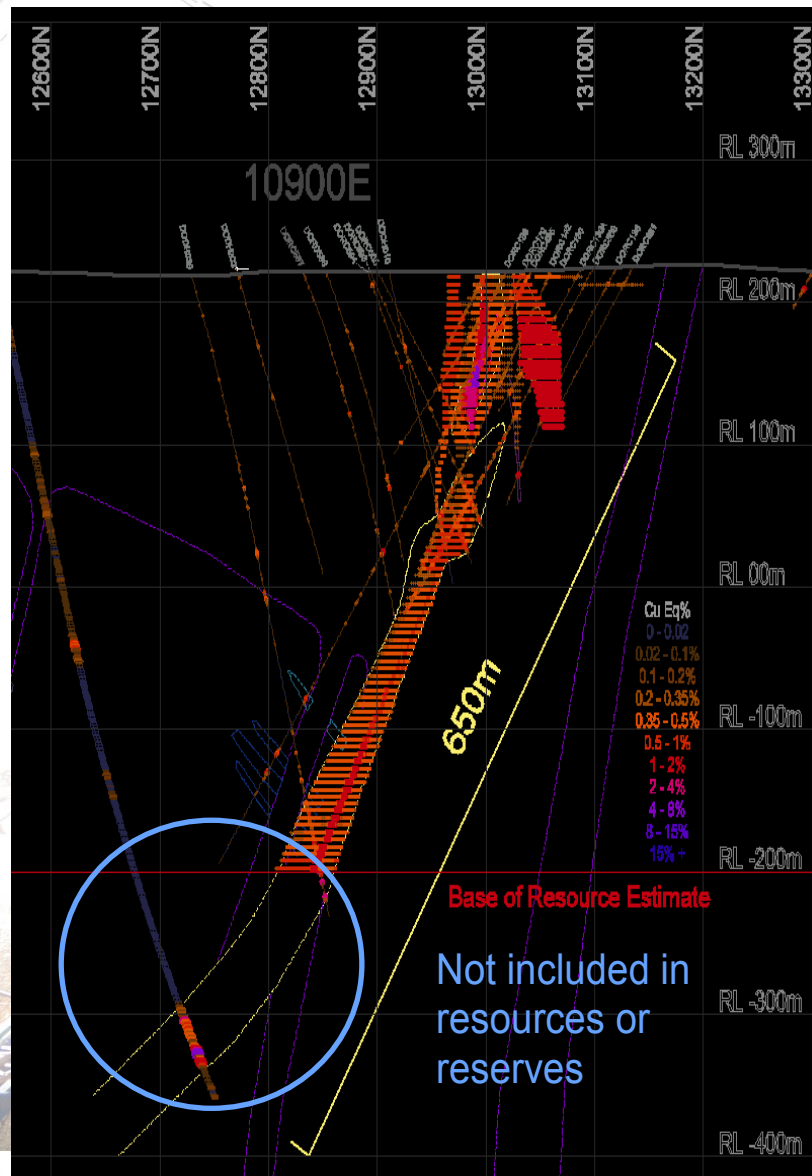 12600N
12700N
12800N
12900N
13000N
13100N
13200N
13300N
RL 300m
10900E
RL 200m
RL 100m
RL 00m
Cu Eq%
0 - 0.02
0.02 - 0.1%
0.1 - 0.2%
0.2 - 0.35%
0.35 - 0.5%
0.5 - 1%
1 - 2%
2 - 4%
4 - 8%
8 - 15%
15% +
650m
RL -100m
RL -200m
Base of Resource Estimate
Not included in
resources or
reserves
RL -300m
RL -400m